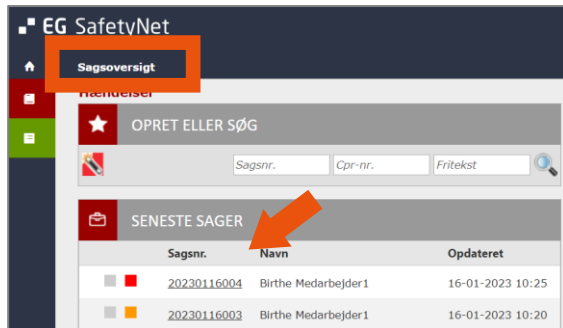 EG SafetyNet
Sagsoversigt
Hændelser
OPRET ELLER SØG
Sagsnr. Cpr-nr. Fritekst
SENESTE SAGER
Sagsnr. Navn Opdateret
20230116004 Birthe Medarbejder1 16-01-2023 10:25
20230116003 Birthe Medarbejder1 16-01-2023 10:20